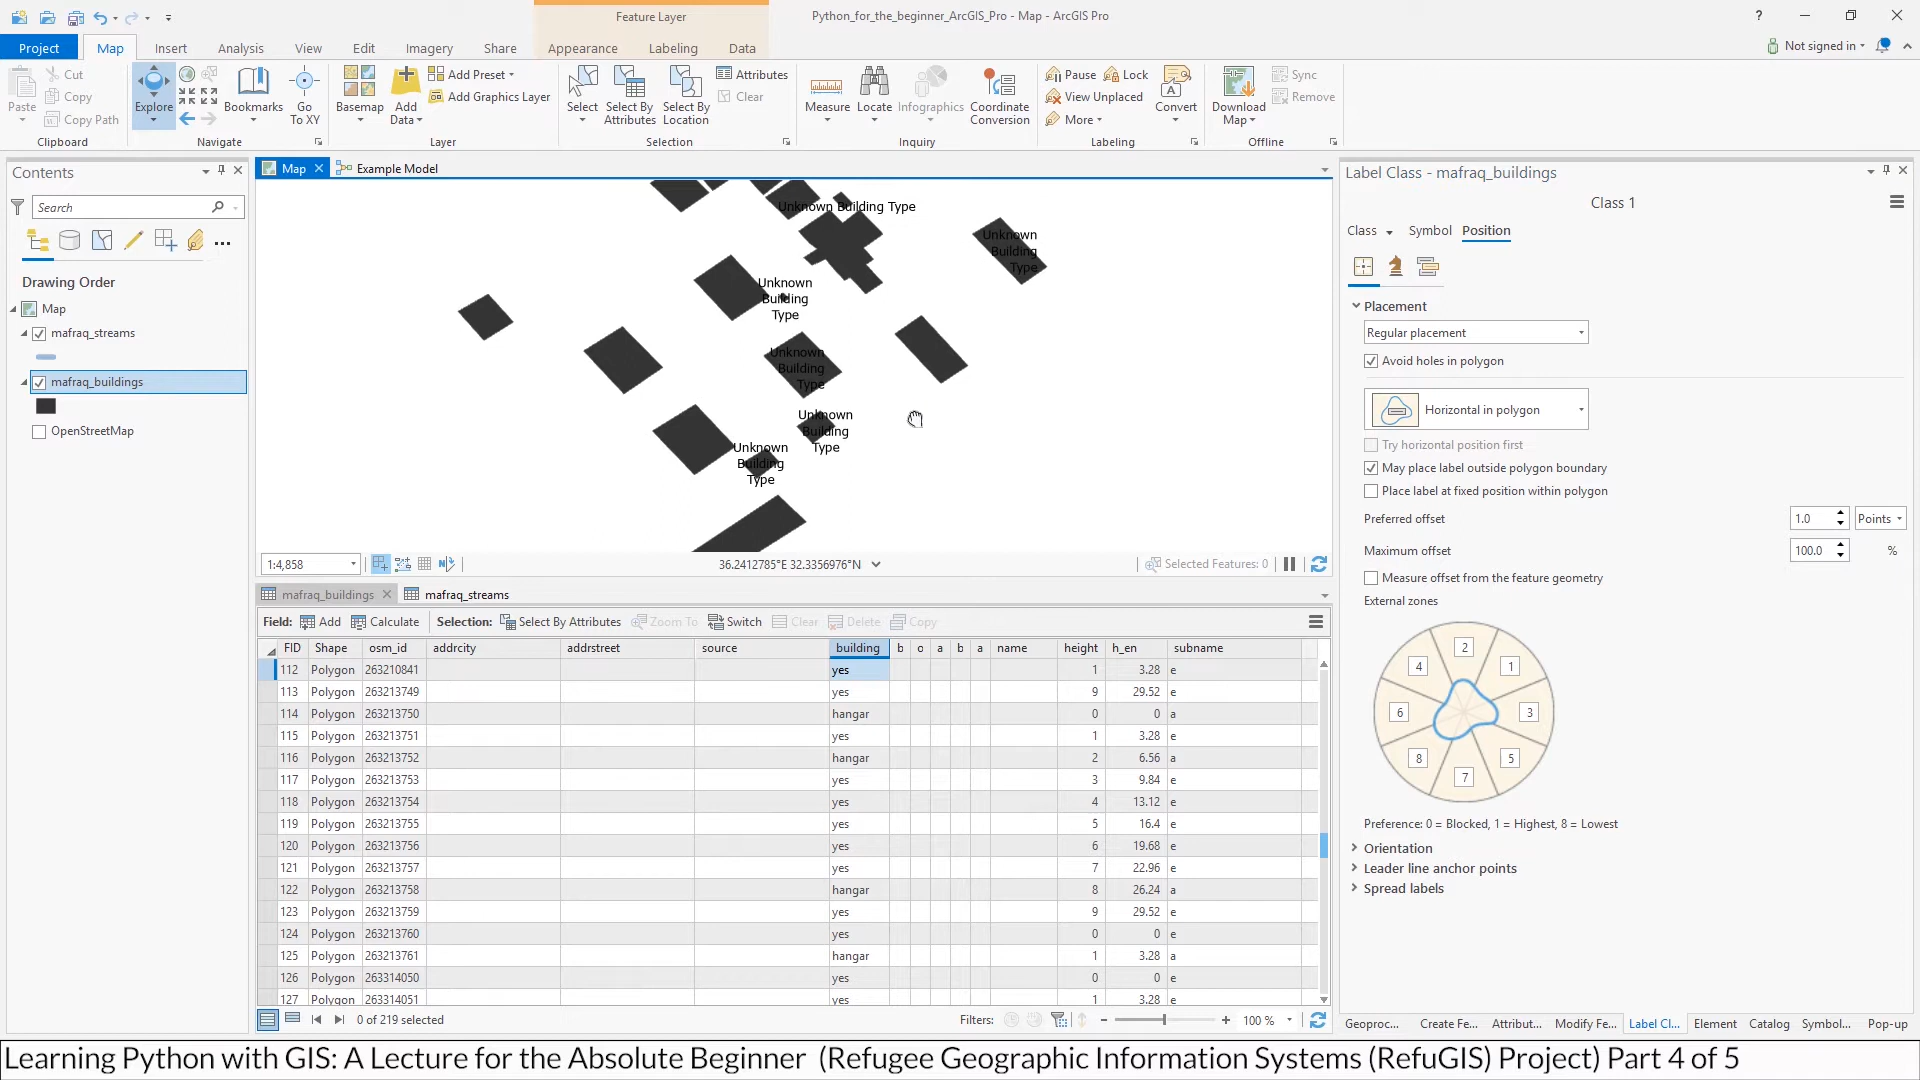 Feature Layer
Python_for_the_beginner_ArcGIS_Pro - Map - ArcGIS Pro
?
Project Map Insert Analysis View Edit Imagery Share Appearance Labeling Data
Not signed in
Paste
Cut
Copy
Copy Path
Clipboard
Explore
Bookmarks
Go To XY
Navigate
Basemap
Add Data
Add Preset
Add Graphics Layer
Layer
Select
Select By Attributes
Select By Location
Attributes
Clear
Selection
Measure
Locate
Infographics
Coordinate Conversion
Inquiry
Pause
Lock
View Unplaced
More
Convert
Labeling
Download Map
Sync
Remove
Offline
Contents
Search
Drawing Order
Map
mafraq_streams
mafraq_buildings
OpenStreetMap
Map
Example Model
Unknown Building Type
Unknown
Building
Type
Unknown
Building
Type
Unknown
Building
Type
Unknown
Building
Type
Unknown
Building
Type
1:4,858
36.2412785°E 32.3356976°N
Selected Features: 0
mafraq_buildings
mafraq_streams
Field: Add Calculate Selection: Select By Attributes Zoom To Switch Clear Delete Copy
FID Shape osm_id addrcity addrstreet source building b o a b a name height h_en subname
112 Polygon 263210841 yes 1 3.28 e
113 Polygon 263213749 yes 9 29.52 e
114 Polygon 263213750 hangar 0 0 a
115 Polygon 263213751 yes 1 3.28 e
116 Polygon 263213752 hangar 2 6.56 a
117 Polygon 263213753 yes 3 9.84 e
118 Polygon 263213754 yes 4 13.12 e
119 Polygon 263213755 yes 5 16.4 e
120 Polygon 263213756 yes 6 19.68 e
121 Polygon 263213757 yes 7 22.96 e
122 Polygon 263213758 hangar 8 26.24 a
123 Polygon 263213759 yes 9 29.52 e
124 Polygon 263213760 yes 0 0 e
125 Polygon 263213761 hangar 1 3.28 a
126 Polygon 263314050 yes 0 0 e
127 Polygon 263314051 yes 1 3.28 e
0 of 219 selected
Filters:
100 %
Label Class - mafraq_buildings
Class 1
Class Symbol Position
Placement
Regular placement
Avoid holes in polygon
Horizontal in polygon
Try horizontal position first
May place label outside polygon boundary
Place label at fixed position within polygon
Preferred offset 1.0 Points
Maximum offset 100.0 %
Measure offset from the feature geometry
External zones
2
4 1
6 3
8 5
7
Preference: 0 = Blocked, 1 = Highest, 8 = Lowest
Orientation
Leader line anchor points
Spread labels
Geoproc... Create Fe... Attribut... Modify Fe... Label Cl... Element Catalog Symbol... Pop-up
Learning Python with GIS: A Lecture for the Absolute Beginner (Refugee Geographic Information Systems (RefuGIS) Project) Part 4 of 5